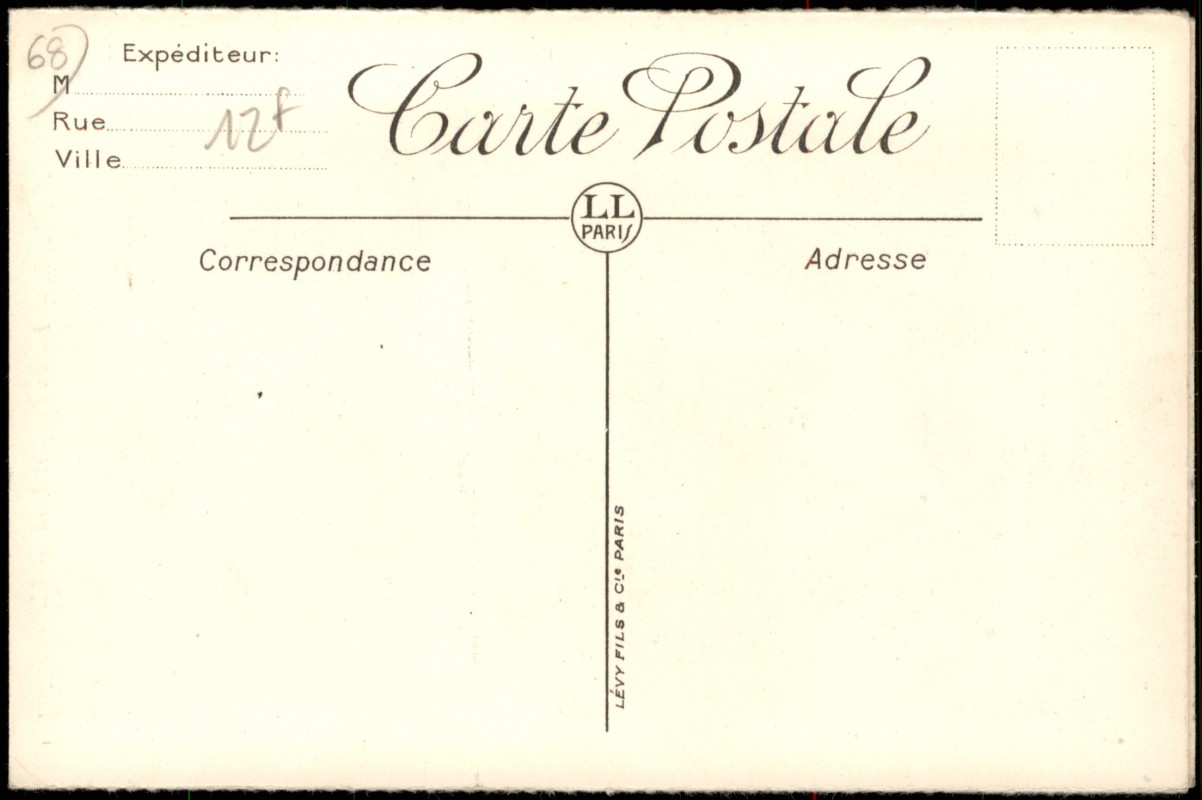 68)
Expéditeur:
M
Rue
Ville
12f
Carte Postale
LL
PARIS
Correspondance
Adresse
LÉVY FILS & Cie PARIS